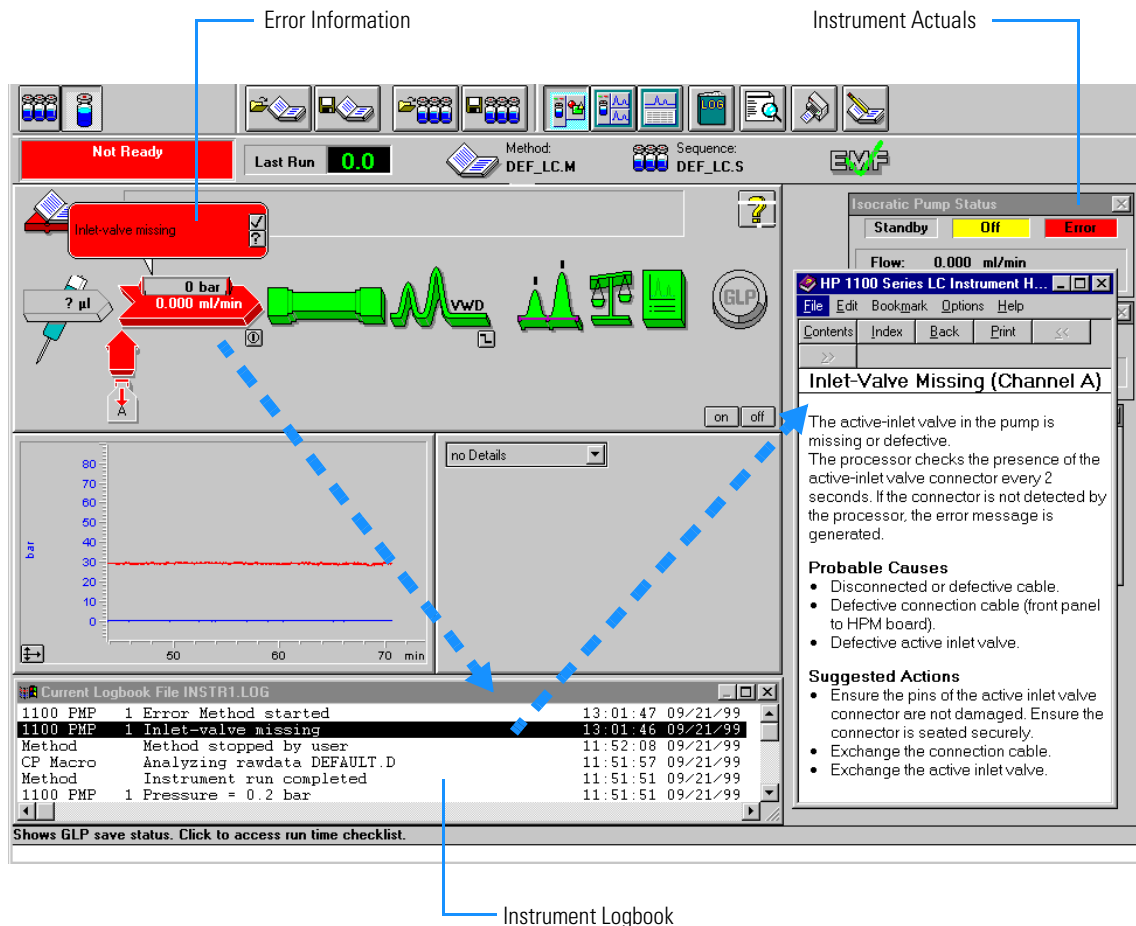 Error Information
Instrument Actuals
LOG
Not Ready
Last Run 0.0
Method:
DEF_LC.M
Sequence:
DEF_LC.S
EMF
Inlet-valve missing
?
?
? µl
0 bar
0.000 ml/min
VWD
GLP
A
on off
Isocratic Pump Status
Standby Off Error
Flow: 0.000 ml/min
HP 1100 Series LC Instrument H...
File Edit Bookmark Options Help
Contents Index Back Print <<
>>
Inlet-Valve Missing (Channel A)
The active-inlet valve in the pump is
missing or defective.
The processor checks the presence of the
active-inlet valve connector every 2
seconds. If the connector is not detected by
the processor, the error message is
generated.
Probable Causes
• Disconnected or defective cable.
• Defective connection cable (front panel
to HPM board).
• Defective active inlet valve.
Suggested Actions
• Ensure the pins of the active inlet valve
connector are not damaged. Ensure the
connector is seated securely.
• Exchange the connection cable.
• Exchange the active inlet valve.
no Details
bar
80
70
60
50
40
30
20
10
0
50 60 70 min
Current Logbook File INSTR1.LOG
1100 PMP 1 Error Method started 13:01:47 09/21/99
1100 PMP 1 Inlet-valve missing 13:01:46 09/21/99
Method Method stopped by user 11:52:08 09/21/99
CP Macro Analyzing rawdata DEFAULT.D 11:51:57 09/21/99
Method Instrument run completed 11:51:51 09/21/99
1100 PMP 1 Pressure = 0.2 bar 11:51:51 09/21/99
Shows GLP save status. Click to access run time checklist.
Instrument Logbook